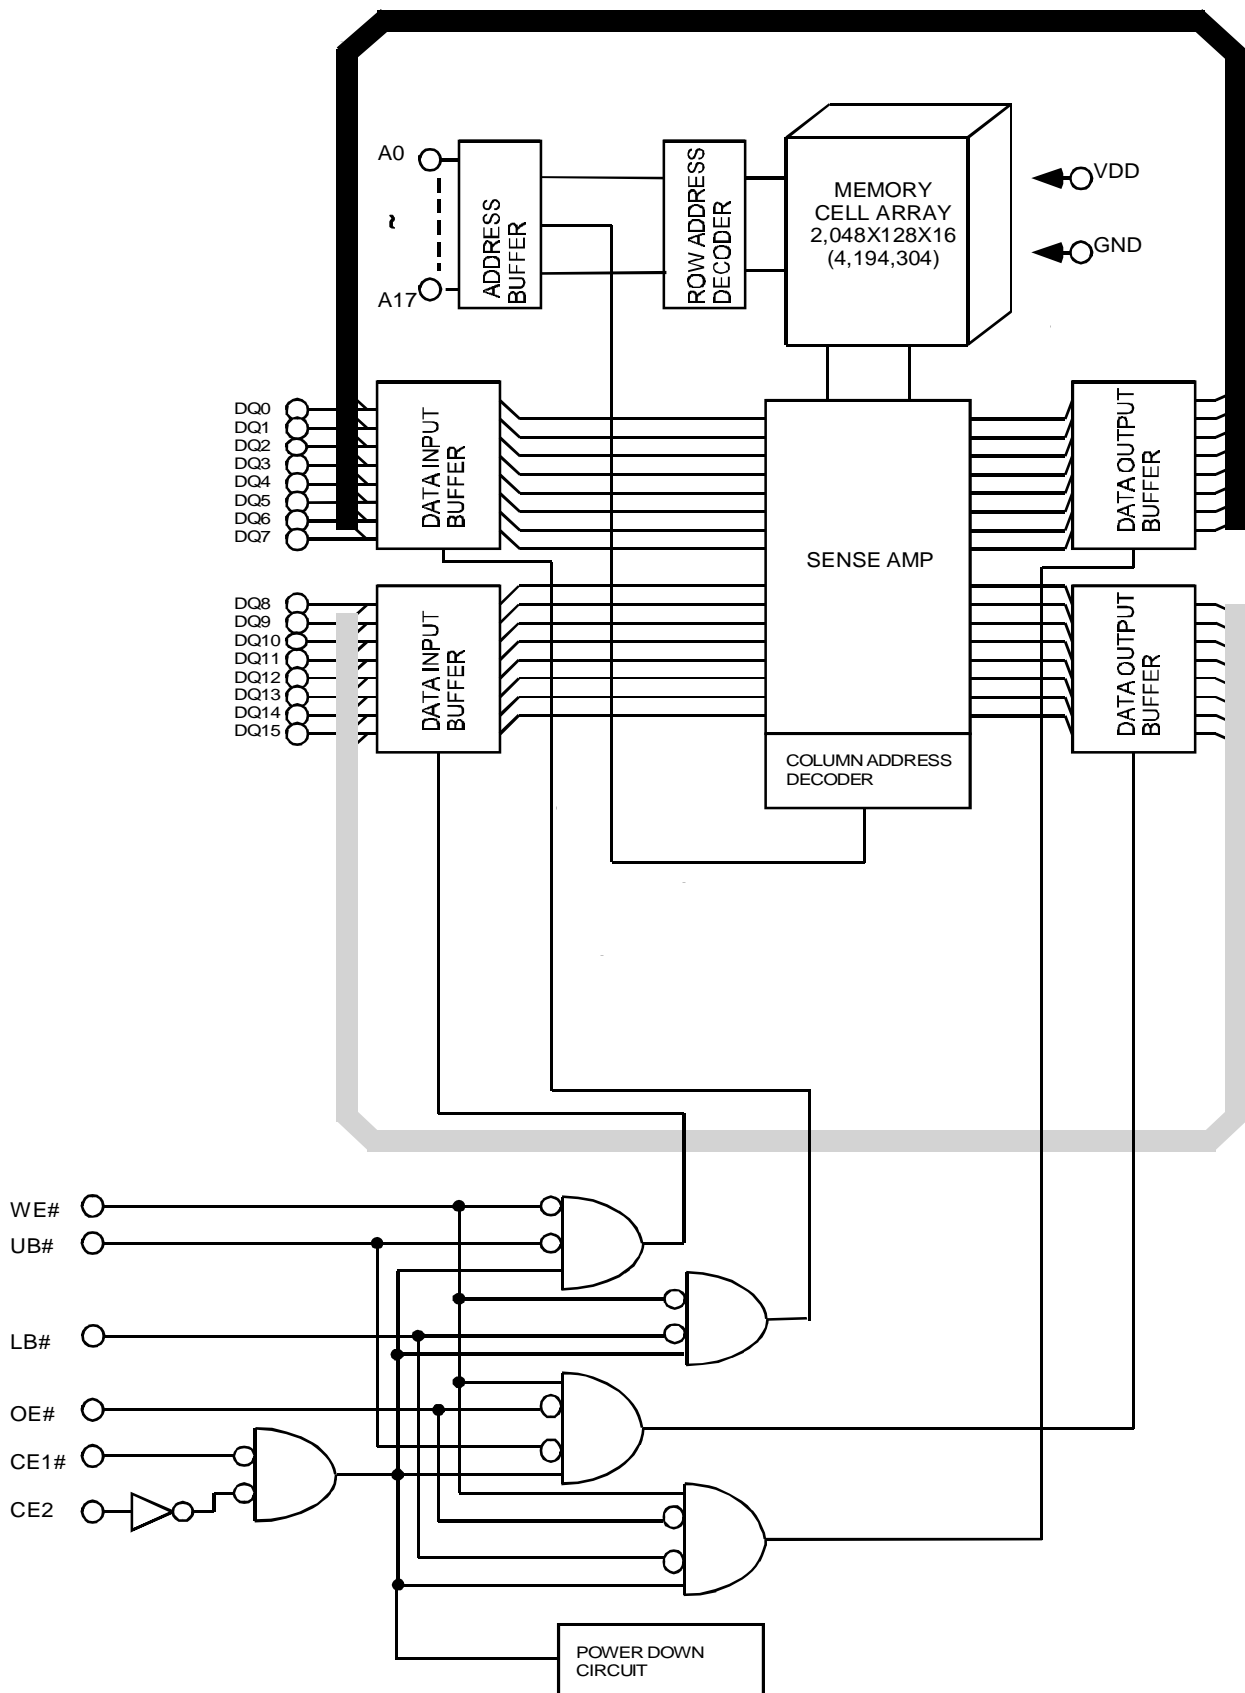 A0
~
A17
ADDRESS
BUFFER
ROW ADDRESS
DECODER
MEMORY
CELL ARRAY
2,048X128X16
(4,194,304)
VDD
GND
DQ0
DQ1
DQ2
DQ3
DQ4
DQ5
DQ6
DQ7
DATA INPUT
BUFFER
SENSE AMP
DATA OUTPUT
BUFFER
DQ8
DQ9
DQ10
DQ11
DQ12
DQ13
DQ14
DQ15
DATA INPUT
BUFFER
DATA OUTPUT
BUFFER
COLUMN ADDRESS
DECODER
WE#
UB#
LB#
OE#
CE1#
CE2
POWER DOWN
CIRCUIT